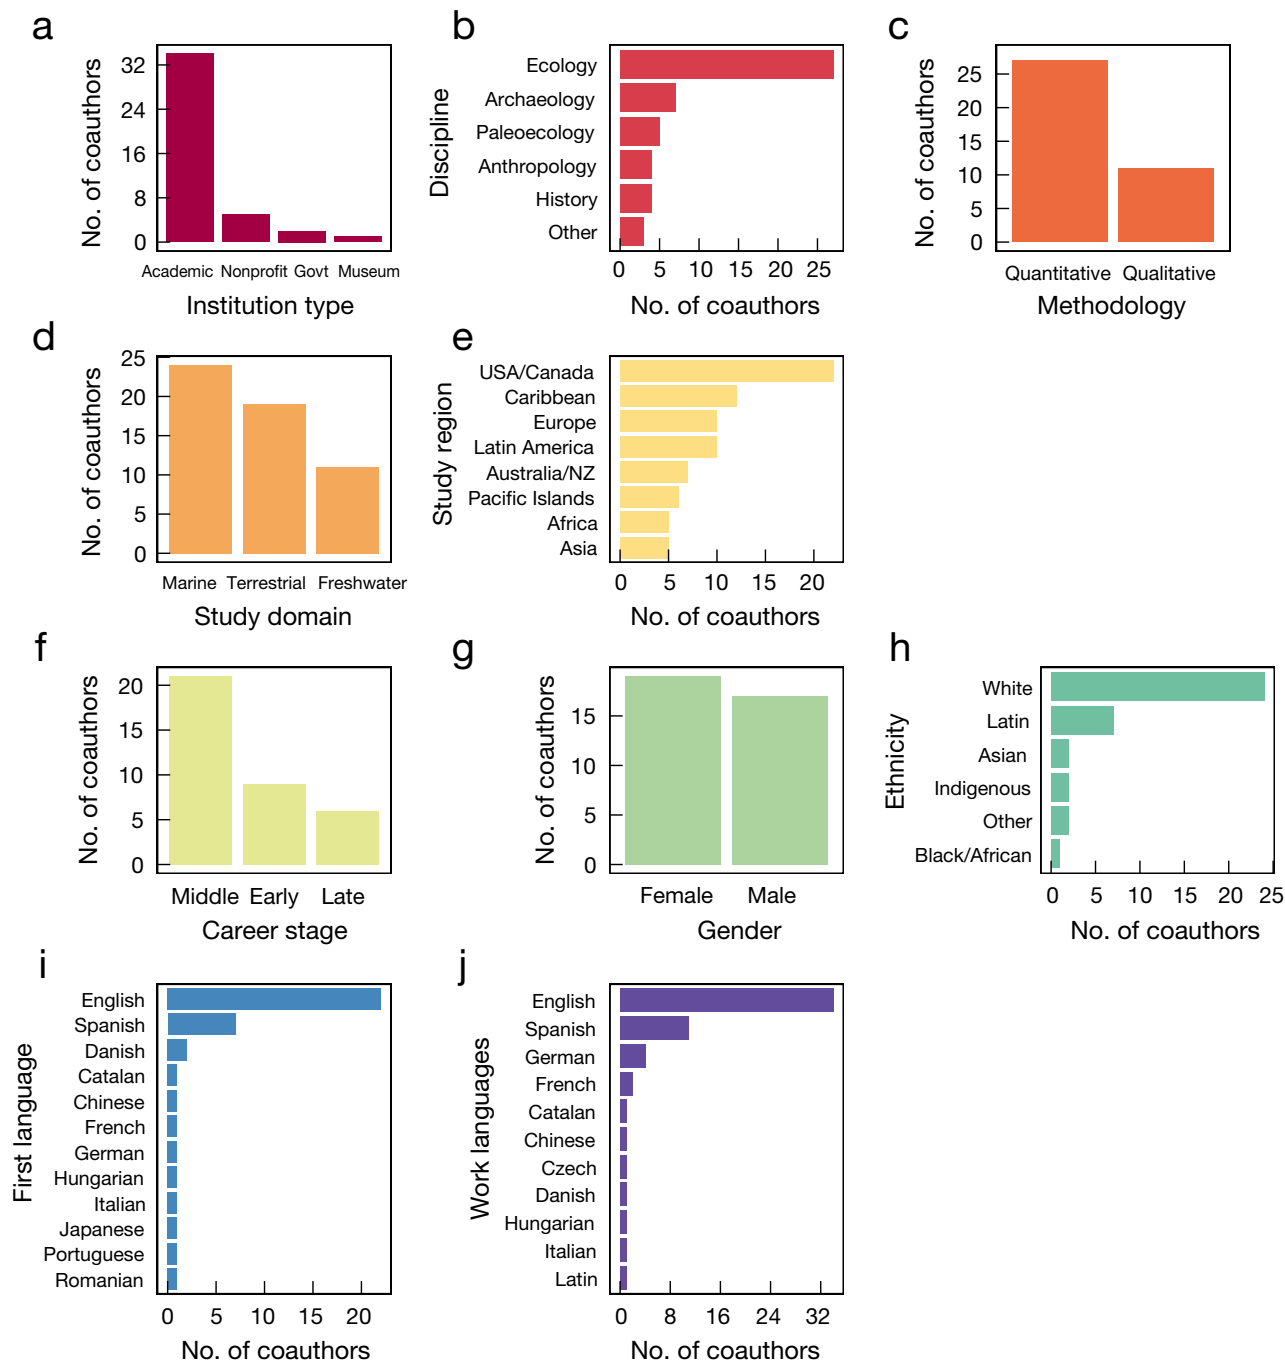 a
No. of coauthors
32
24
16
8
0
Academic Nonprofit Govt Museum
Institution type
b
Discipline
Ecology
Archaeology
Paleoecology
Anthropology
History
Other
0 5 10 15 20 25
No. of coauthors
c
No. of coauthors
25
20
15
10
5
0
Quantitative Qualitative
Methodology
d
No. of coauthors
25
20
15
10
5
0
Marine Terrestrial Freshwater
Study domain
e
Study region
USA/Canada
Caribbean
Europe
Latin America
Australia/NZ
Pacific Islands
Africa
Asia
0 5 10 15 20
No. of coauthors
f
No. of coauthors
20
15
10
5
0
Middle Early Late
Career stage
g
No. of coauthors
15
10
5
0
Female Male
Gender
h
Ethnicity
White
Latin
Asian
Indigenous
Other
Black/African
0 5 10 15 20 25
No. of coauthors
i
First language
English
Spanish
Danish
Catalan
Chinese
French
German
Hungarian
Italian
Japanese
Portuguese
Romanian
0 5 10 15 20
No. of coauthors
j
Work languages
English
Spanish
German
French
Catalan
Chinese
Czech
Danish
Hungarian
Italian
Latin
0 8 16 24 32
No. of coauthors